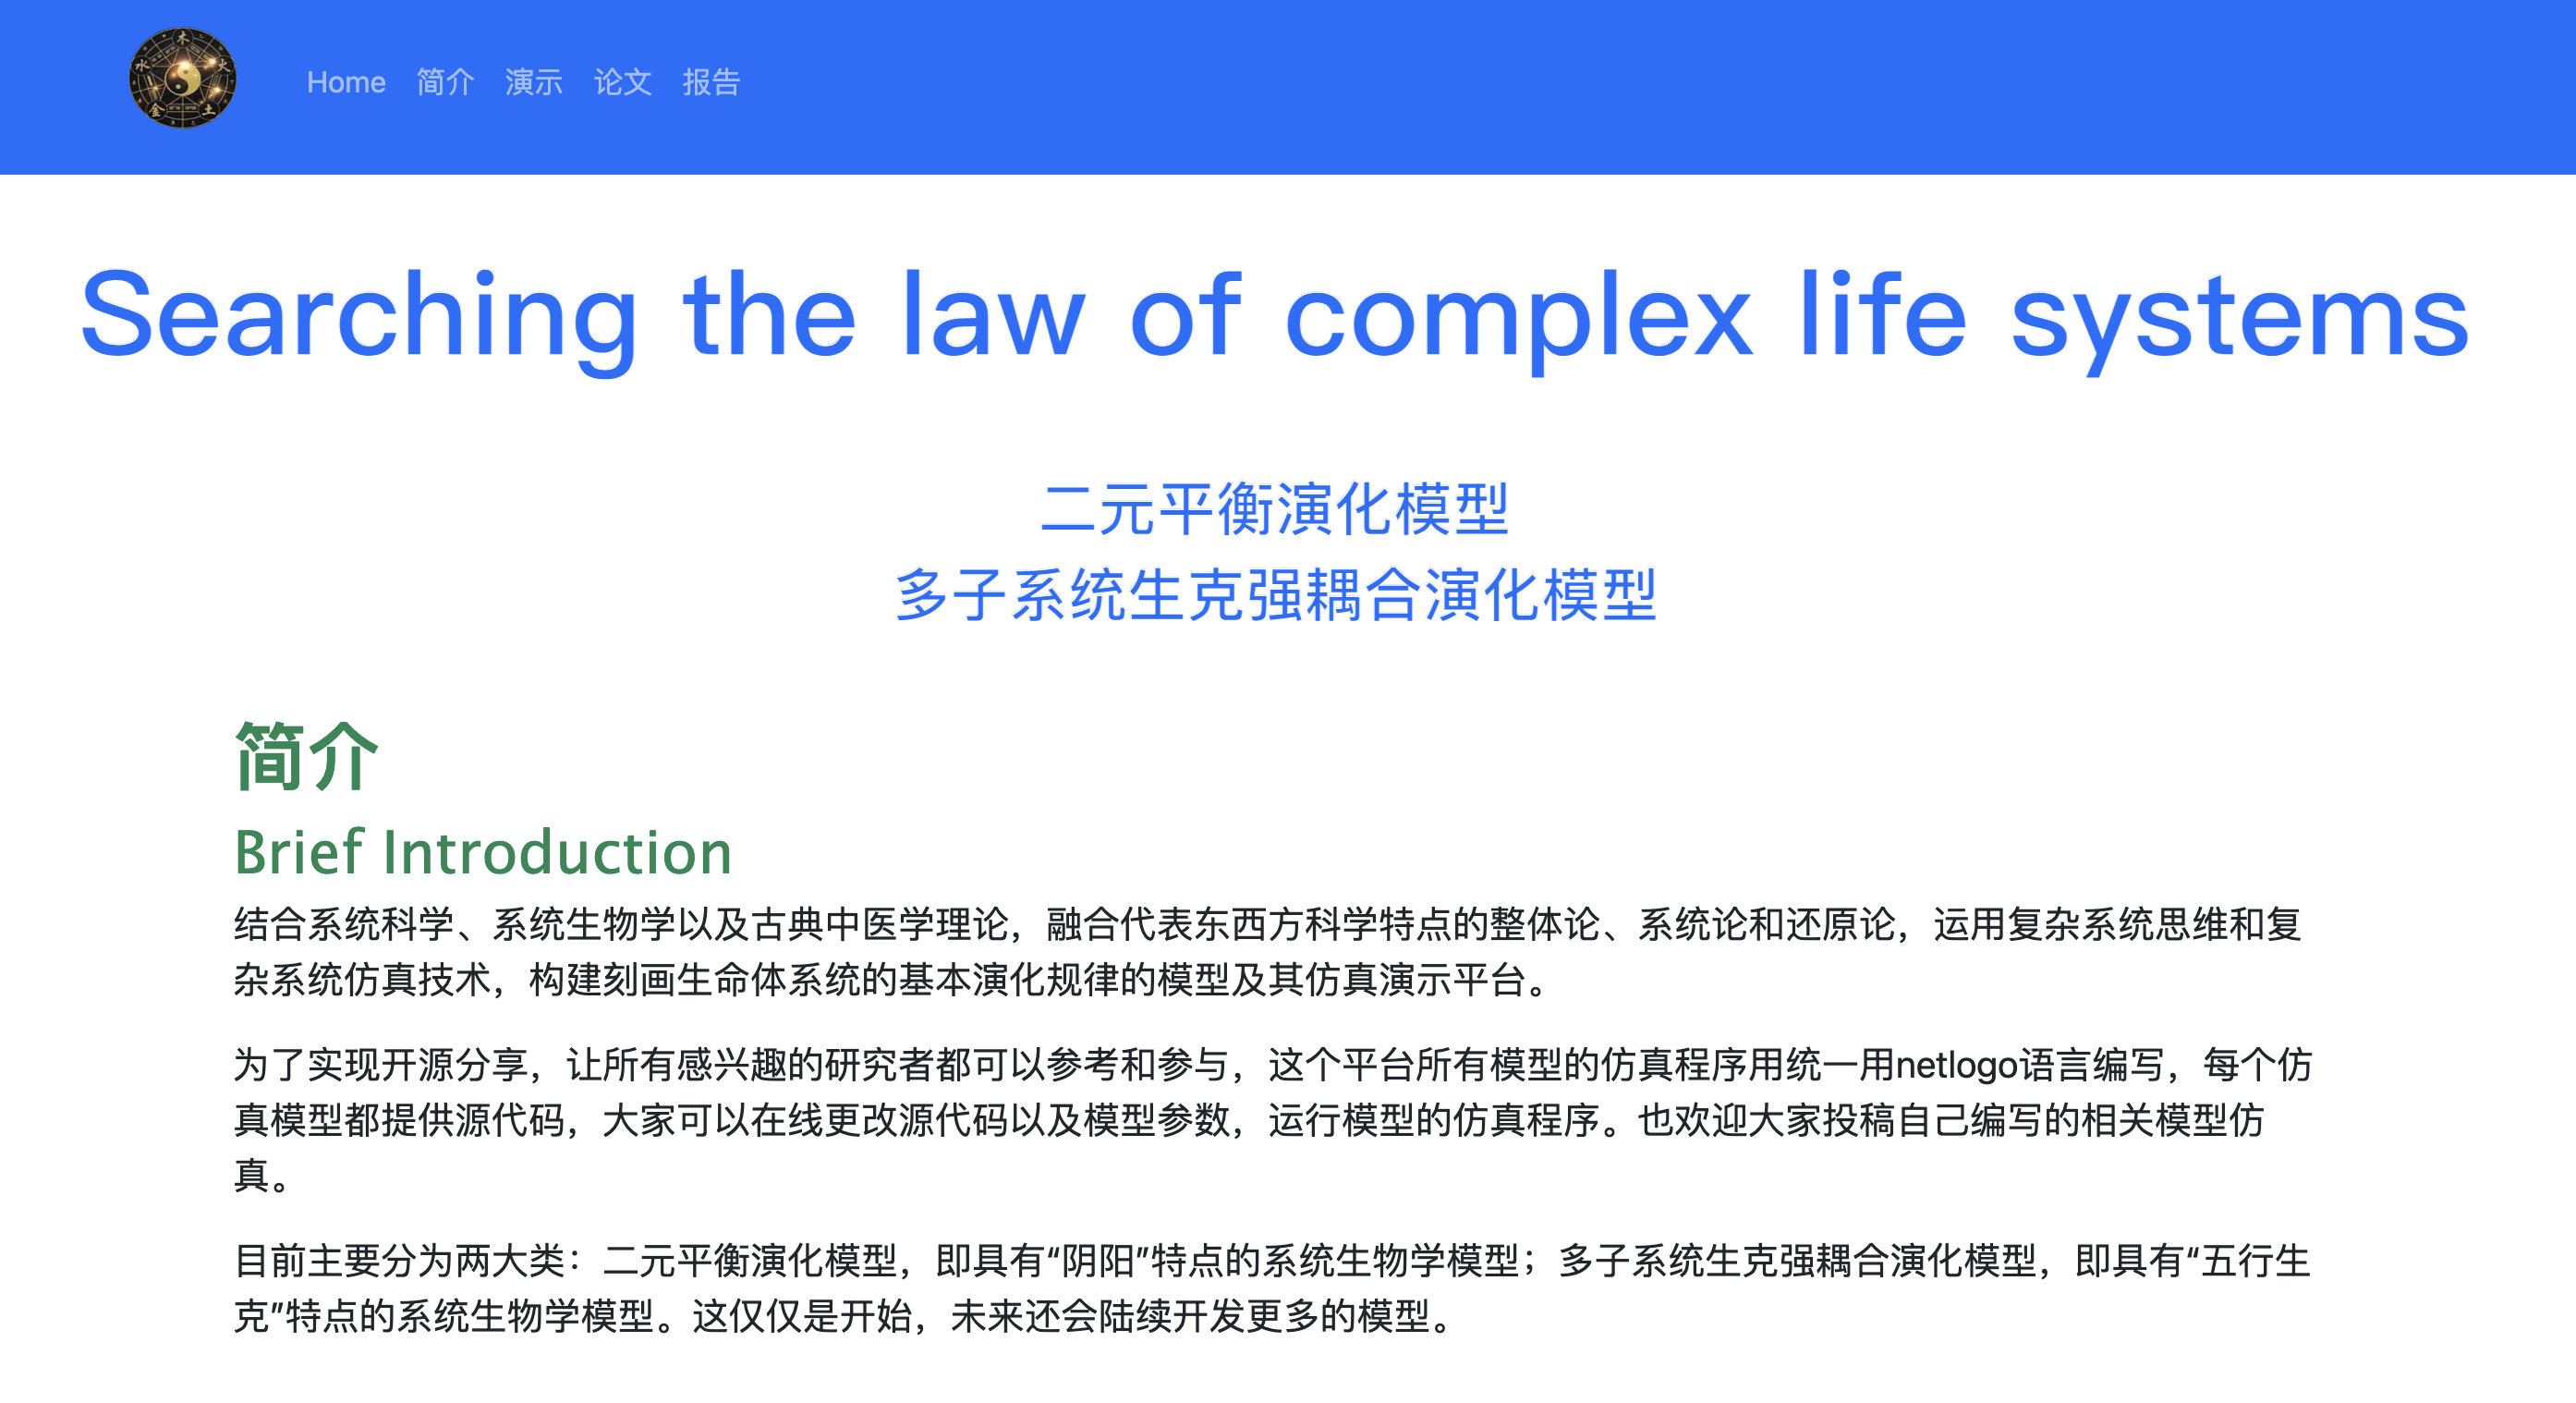 木
水
火
金
土
Home 简介 演示 论文 报告
Searching the law of complex life systems
二元平衡演化模型
多子系统生克强耦合演化模型
简介
Brief Introduction
结合系统科学、系统生物学以及古典中医学理论，融合代表东西方科学特点的整体论、系统论和还原论，运用复杂系统思维和复
杂系统仿真技术，构建刻画生命体系统的基本演化规律的模型及其仿真演示平台。
为了实现开源分享，让所有感兴趣的研究者都可以参考和参与，这个平台所有模型的仿真程序用统一用netlogo语言编写，每个仿
真模型都提供源代码，大家可以在线更改源代码以及模型参数，运行模型的仿真程序。也欢迎大家投稿自己编写的相关模型仿
真。
目前主要分为两大类：二元平衡演化模型，即具有“阴阳”特点的系统生物学模型；多子系统生克强耦合演化模型，即具有“五行生
克”特点的系统生物学模型。这仅仅是开始，未来还会陆续开发更多的模型。